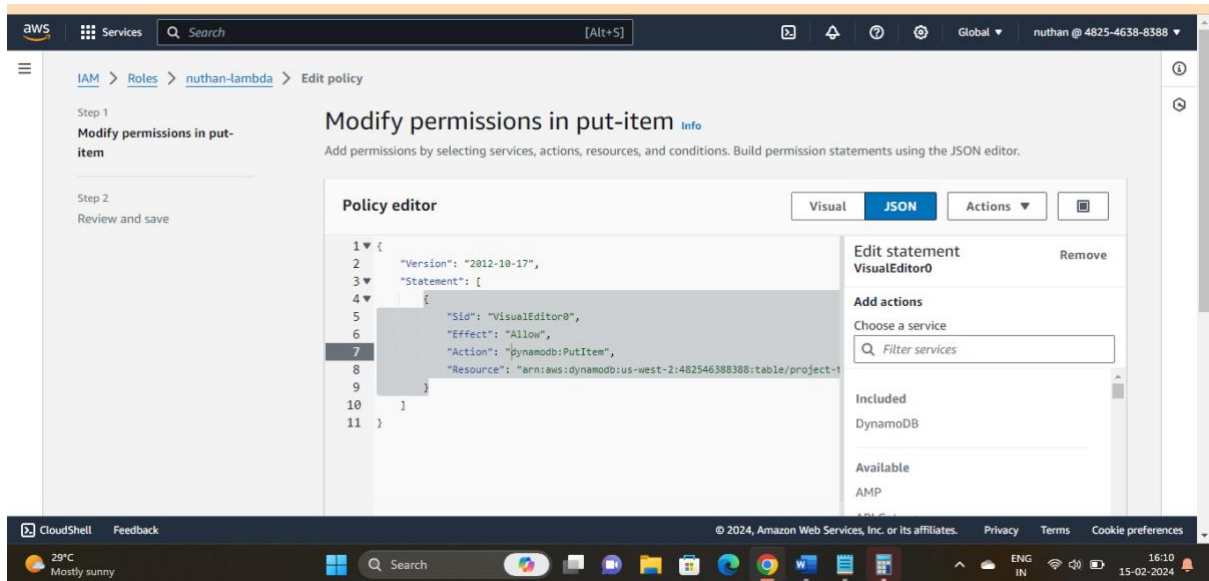 aws Services Search [Alt+S] Global ▼ nuthan @ 4825-4638-8388 ▼
IAM > Roles > nuthan-lambda > Edit policy
Step 1
Modify permissions in put-
item
Step 2
Review and save
Modify permissions in put-item Info
Add permissions by selecting services, actions, resources, and conditions. Build permission statements using the JSON editor.
Policy editor
Visual JSON Actions ▼
1 {
2 "Version": "2012-10-17",
3 "Statement": [
4 {
5 "Sid": "VisualEditor0",
6 "Effect": "Allow",
7 "Action": "dynamodb:PutItem",
8 "Resource": "arn:aws:dynamodb:us-west-2:482546388388:table/project-t
9 }
10 ]
11 }
Edit statement Remove
VisualEditor0
Add actions
Choose a service
Filter services
Included
DynamoDB
Available
AMP
CloudShell Feedback © 2024, Amazon Web Services, Inc. or its affiliates. Privacy Terms Cookie preferences
29°C
Mostly sunny
Search
ENG
IN
16:10
15-02-2024